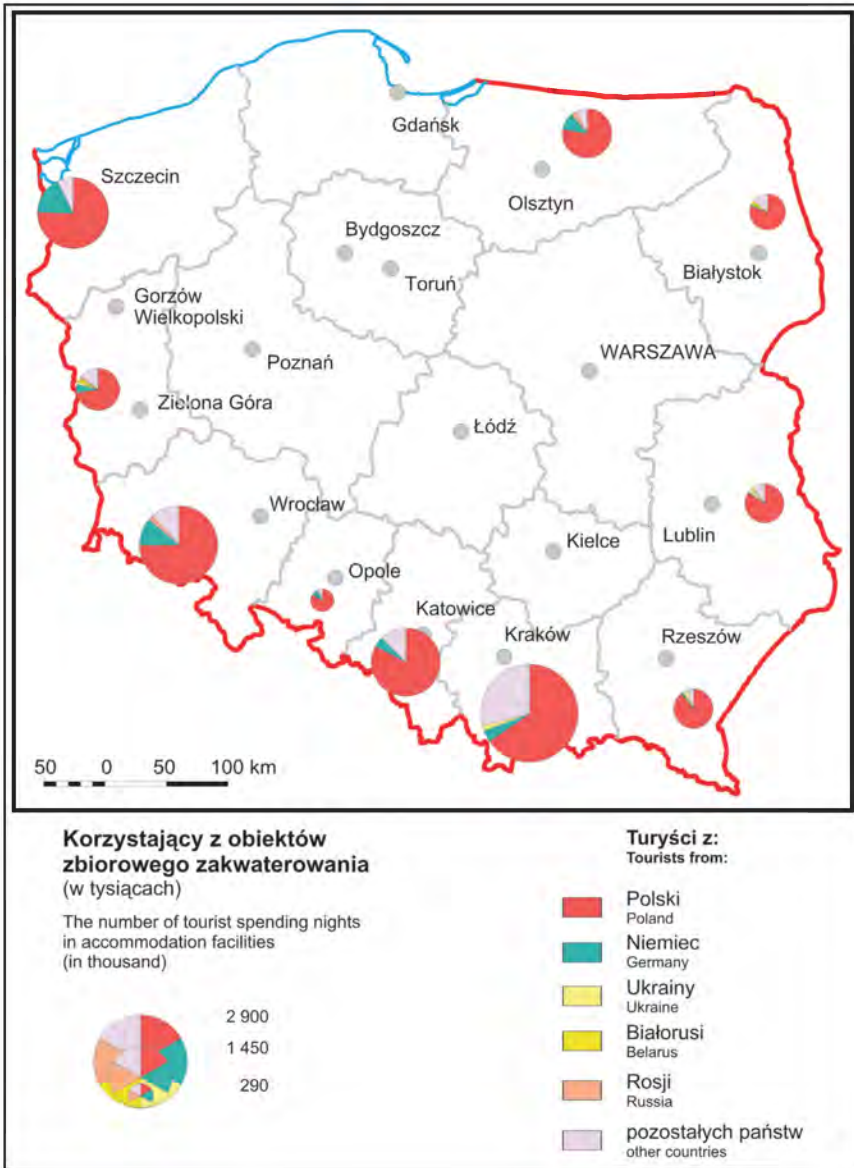 Gdańsk
Szczecin
Olsztyn
Bydgoszcz
Toruń
Białystok
Gorzów
Wielkopolski
Poznań
WARSZAWA
Zielona Góra
Łódź
Wrocław
Lublin
Kielce
Opole
Katowice
Kraków
Rzeszów
50 0 50 100 km
Korzystający z obiektów
zbiorowego zakwaterowania
(w tysiącach)
The number of tourist spending nights
in accommodation facilities
(in thousand)
2 900
1 450
290
Turyści z:
Tourists from:
Polski
Poland
Niemiec
Germany
Ukrainy
Ukraine
Białorusi
Belarus
Rosji
Russia
pozostałych państw
other countries